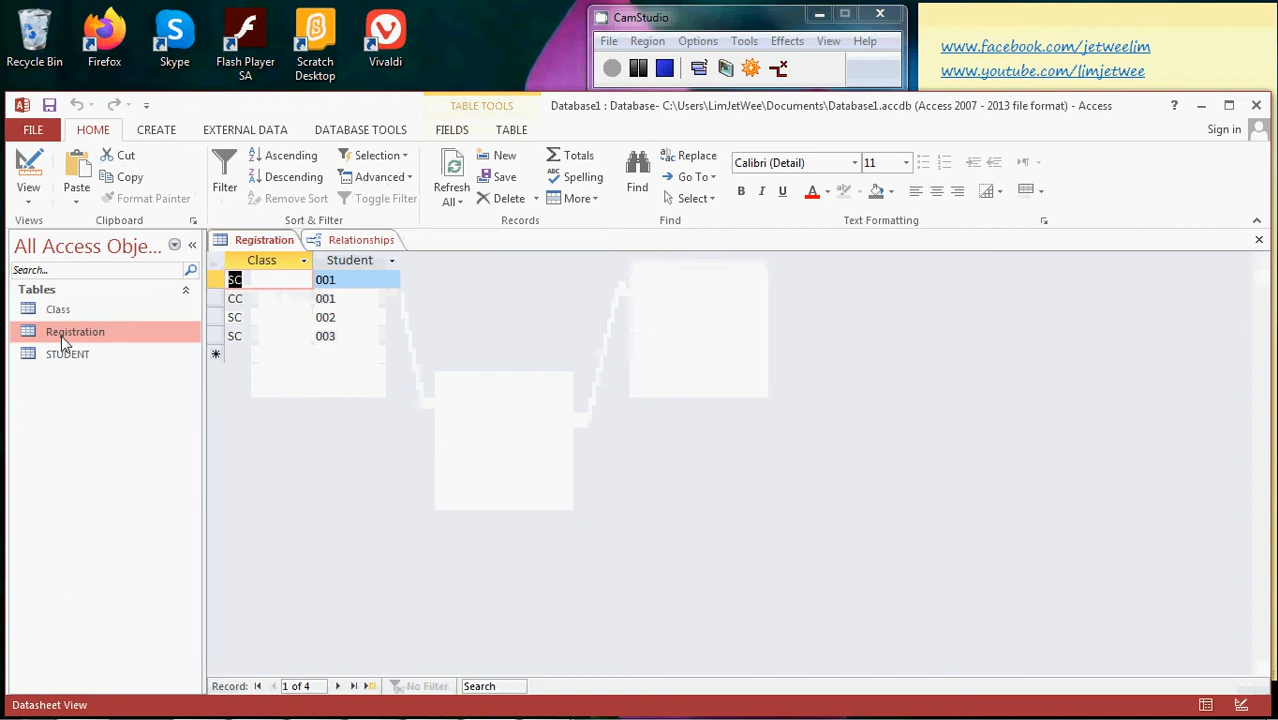 Recycle Bin
Firefox
Skype
Flash Player
SA
Scratch
Desktop
Vivaldi
CamStudio
File Region Options Tools Effects View Help
www.facebook.com/jetweelim
www.youtube.com/limjetwee
TABLE TOOLS
Database1 : Database- C:\Users\LimJetWee\Documents\Database1.accdb (Access 2007 - 2013 file format) - Access
FILE HOME CREATE EXTERNAL DATA DATABASE TOOLS FIELDS TABLE
Sign in
View
Views
Paste
Cut
Copy
Format Painter
Clipboard
Filter
Ascending
Descending
Remove Sort
Selection
Advanced
Toggle Filter
Sort & Filter
Refresh
All
New
Save
Delete
Totals
Spelling
More
Records
Find
Replace
Go To
Select
Find
Calibri (Detail) 11
B I U
Text Formatting
All Access Obje...
Search...
Tables
Class
Registration
STUDENT
Registration Relationships
Class Student
SC 001
CC 001
SC 002
SC 003
Record: 1 of 4 No Filter Search
Datasheet View